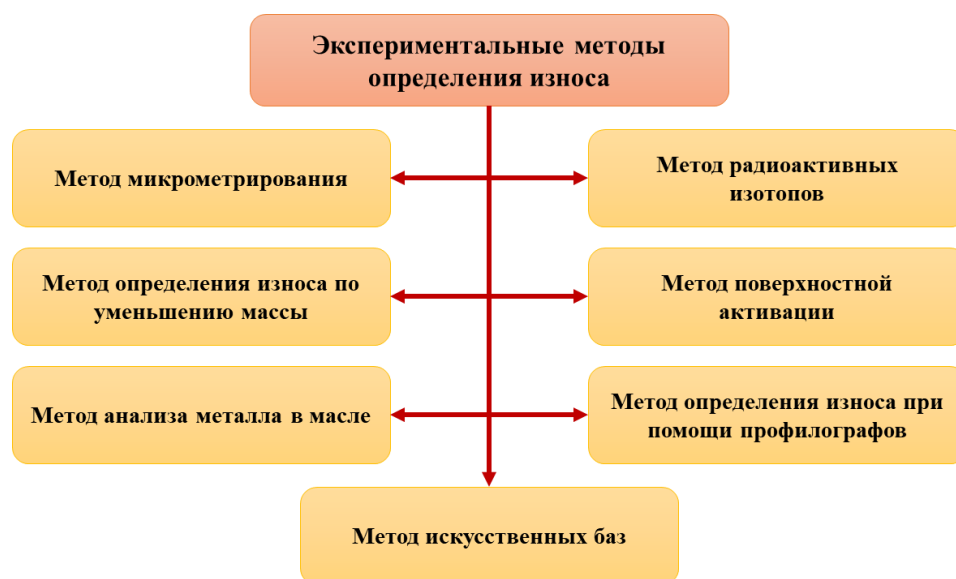 Экспериментальные методы
определения износа
Метод микрометрирования
Метод радиоактивных
изотопов
Метод определения износа по
уменьшению массы
Метод поверхностной
активации
Метод анализа металла в масле
Метод определения износа при
помощи профилографов
Метод искусственных баз